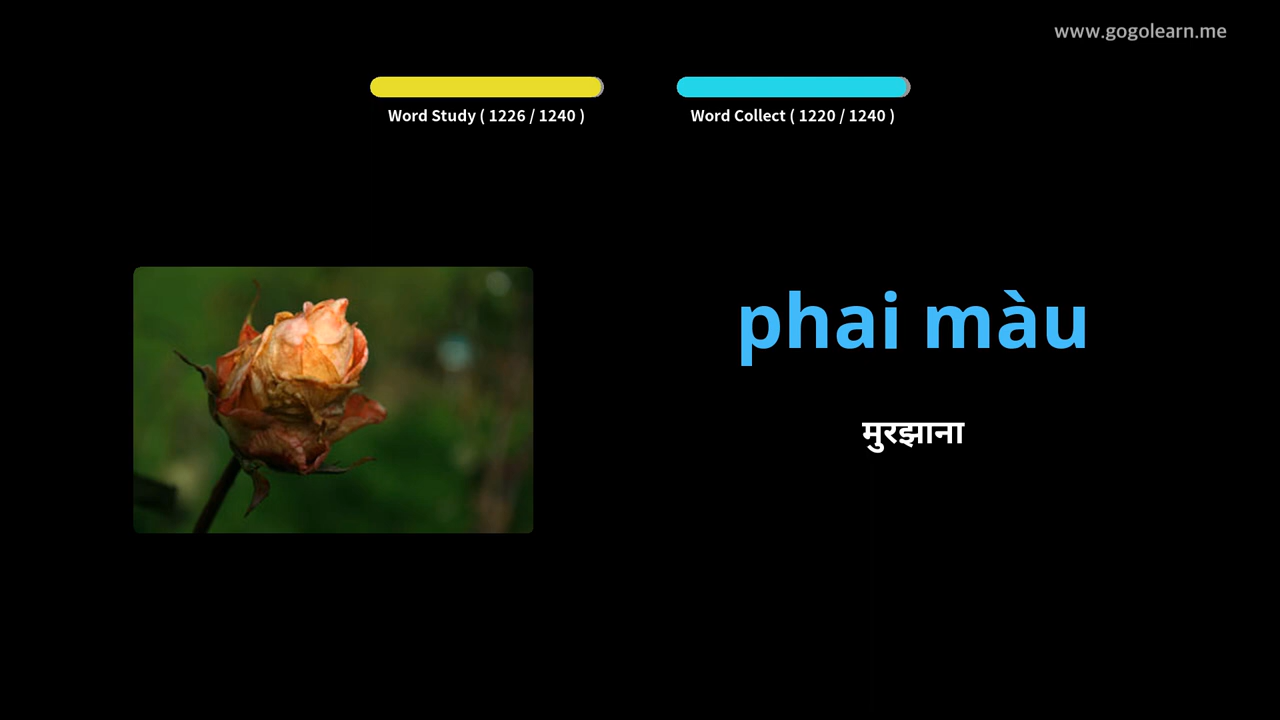 www.gogolearn.me
Word Study ( 1226 / 1240 )
Word Collect ( 1220 / 1240 )
phai màu
मुरझाना